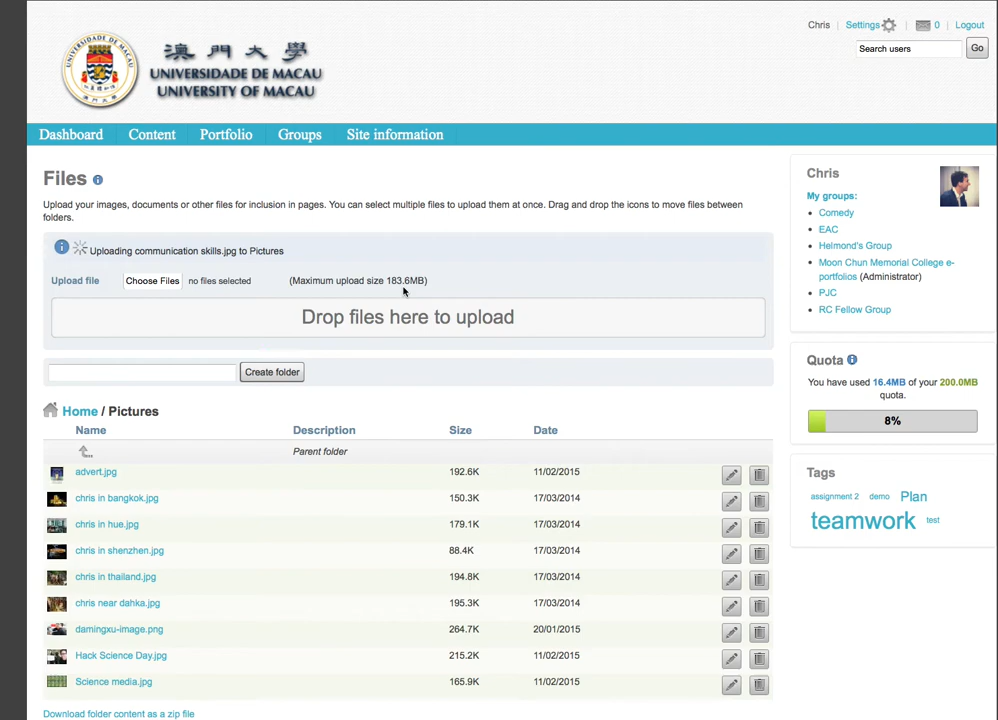 Chris | Settings | 0 | Logout
Search users Go
澳門大學
UNIVERSIDADE DE MACAU
UNIVERSITY OF MACAU
Dashboard Content Portfolio Groups Site information
Files
Upload your images, documents or other files for inclusion in pages. You can select multiple files to upload them at once. Drag and drop the icons to move files between
folders.
Uploading communication skills.jpg to Pictures
Upload file Choose Files no files selected (Maximum upload size 183.6MB)
Drop files here to upload
Create folder
Home / Pictures
Name Description Size Date
Parent folder
advert.jpg 192.6K 11/02/2015
chris in bangkok.jpg 150.3K 17/03/2014
chris in hue.jpg 179.1K 17/03/2014
chris in shenzhen.jpg 88.4K 17/03/2014
chris in thailand.jpg 194.8K 17/03/2014
chris near dahka.jpg 195.3K 17/03/2014
damingxu-image.png 264.7K 20/01/2015
Hack Science Day.jpg 215.2K 11/02/2015
Science media.jpg 165.9K 11/02/2015
Download folder content as a zip file
Chris
My groups:
Comedy
EAC
Helmond's Group
Moon Chun Memorial College e-
portfolios (Administrator)
PJC
RC Fellow Group
Quota
You have used 16.4MB of your 200.0MB
quota.
8%
Tags
assignment 2 demo Plan
teamwork test